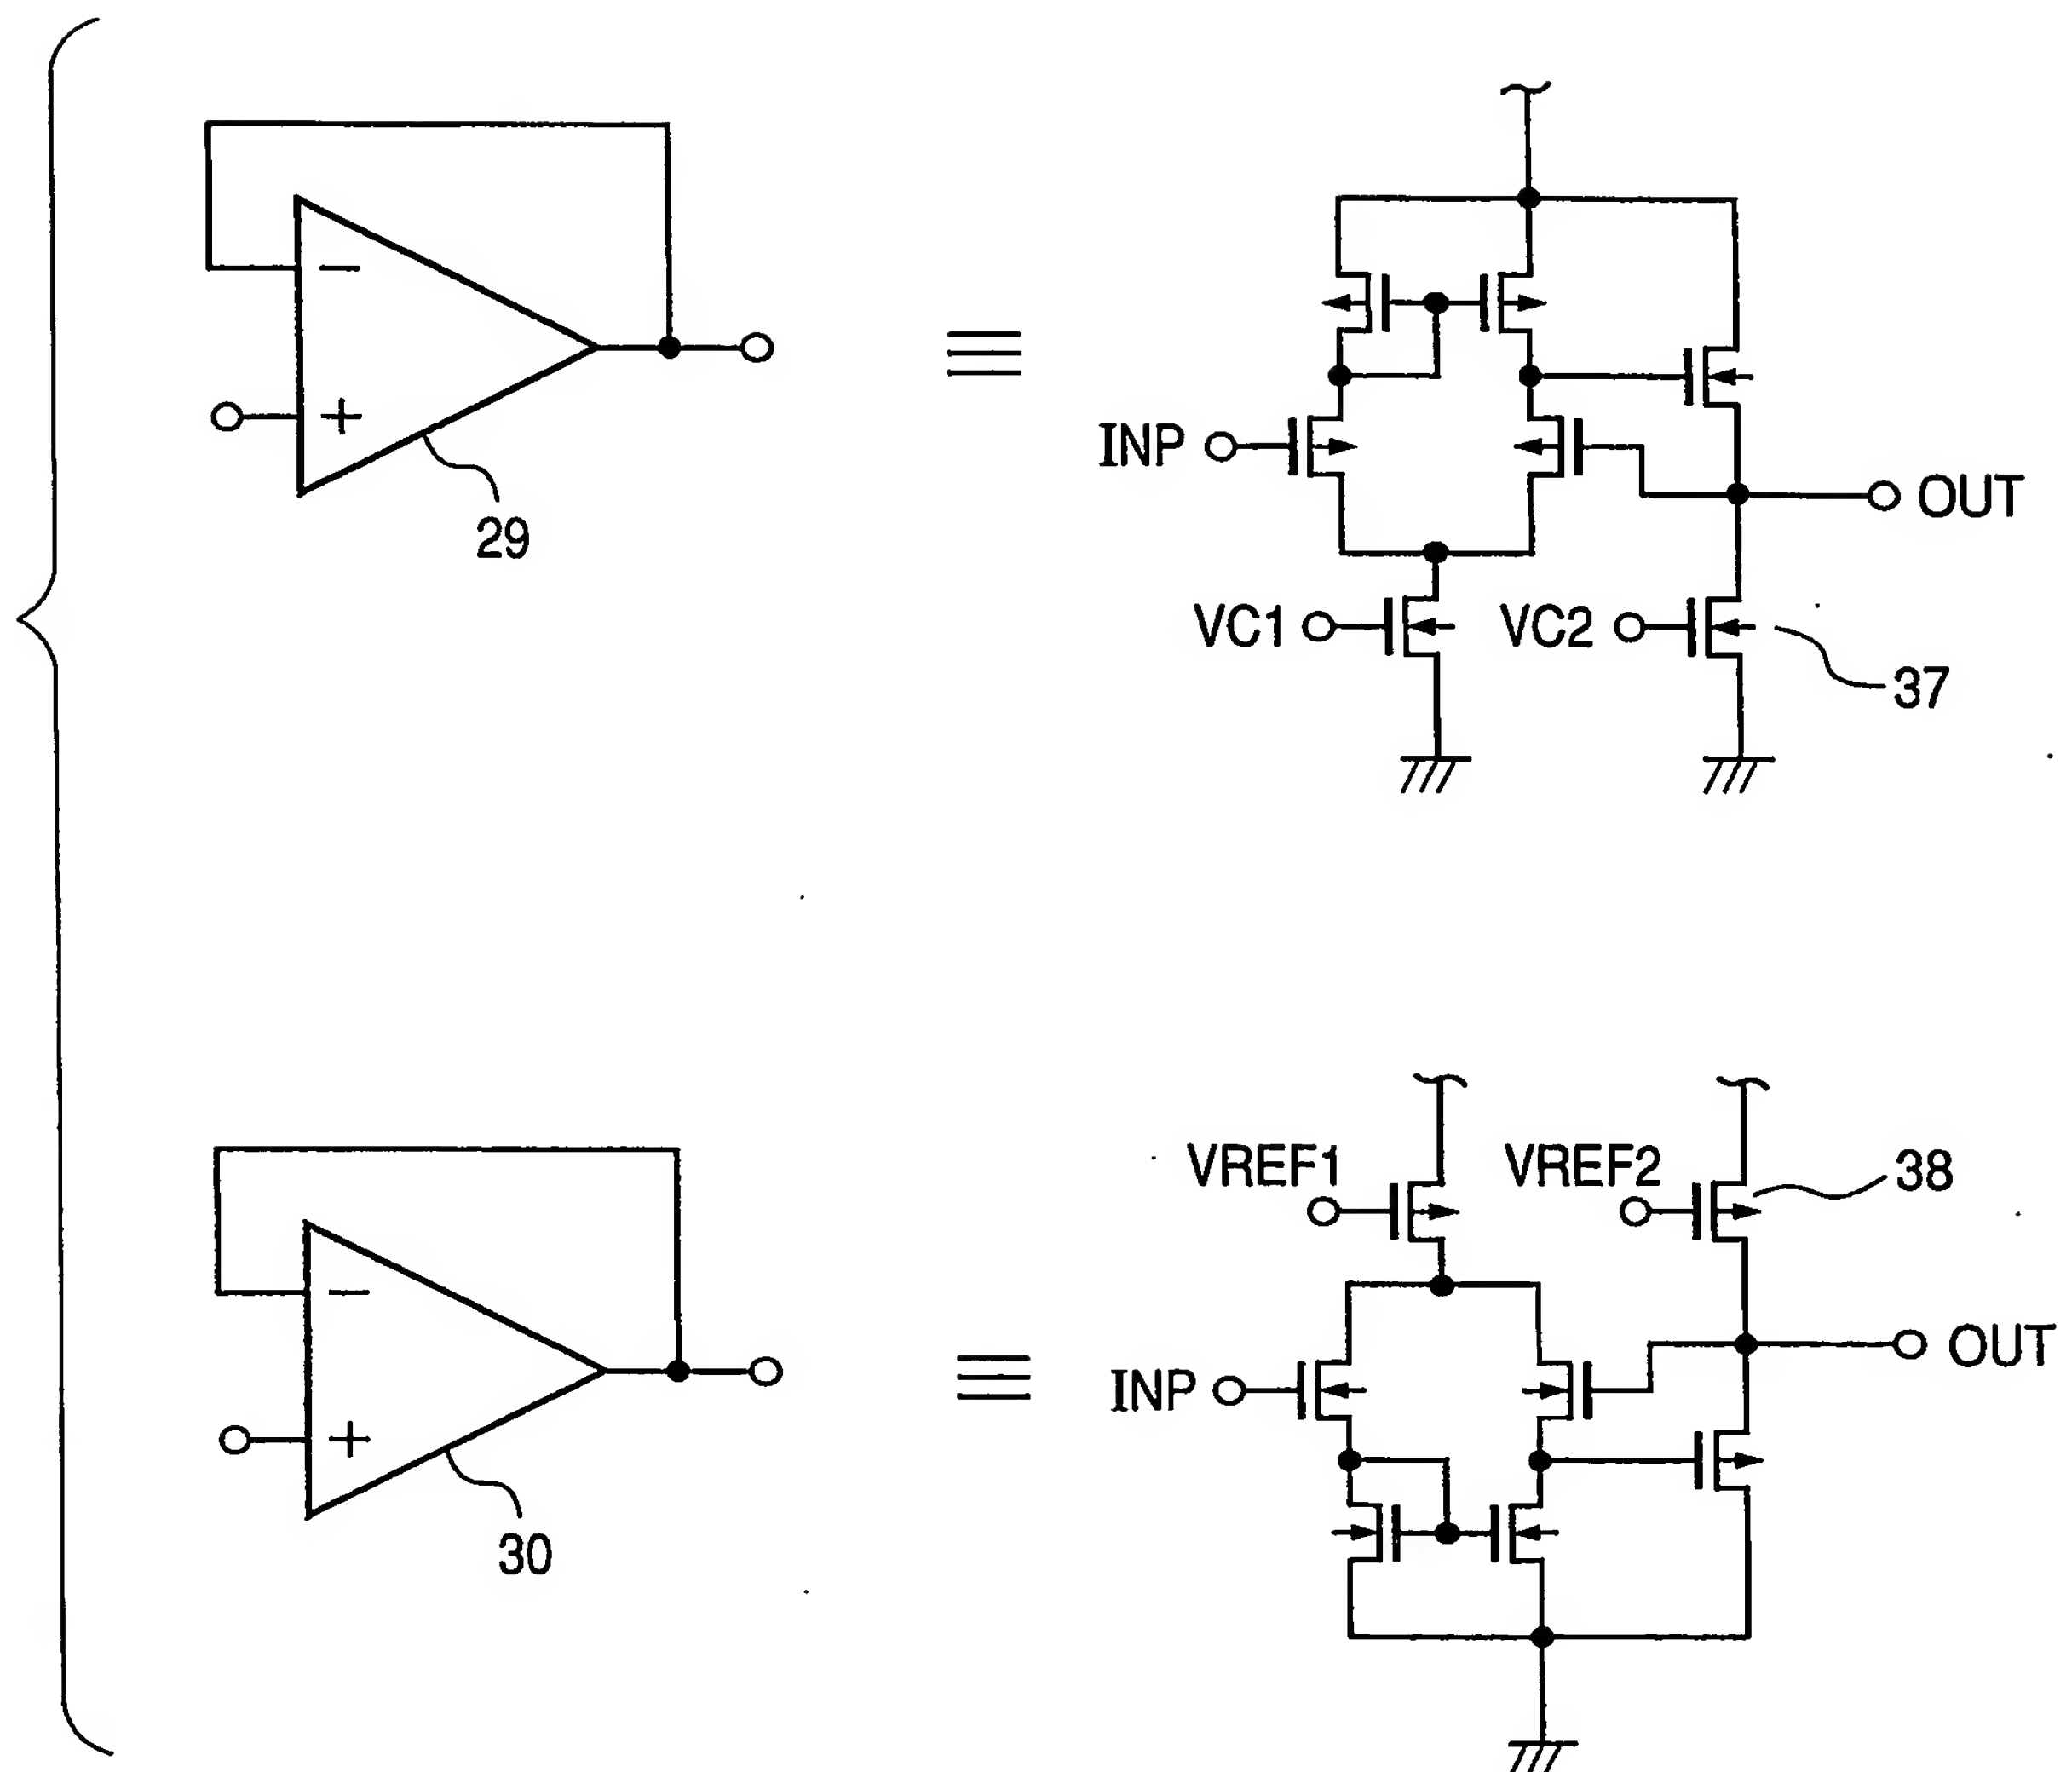 −
+
29
INP
OUT
VC1
VC2
37
VREF1
VREF2
38
−
+
30
INP
OUT